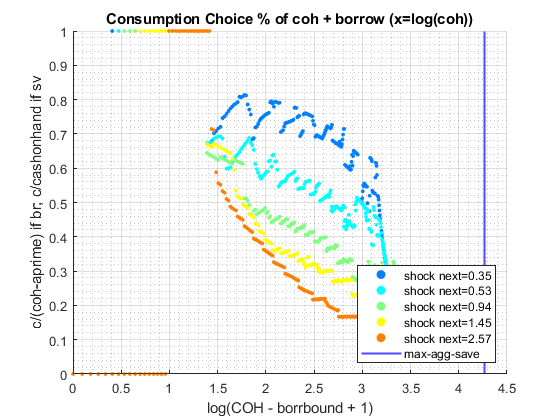 Consumption Choice % of coh + borrow (x=log(coh))
c/(coh-aprime) if br, c/cashonhand if sv
1
0.9
0.8
0.7
0.6
0.5
0.4
0.3
0.2
0.1
0
shock next=0.35
shock next=0.53
shock next=0.94
shock next=1.45
shock next=2.57
max-agg-save
0 0.5 1 1.5 2 2.5 3 3.5 4 4.5
log(COH - borrbound + 1)